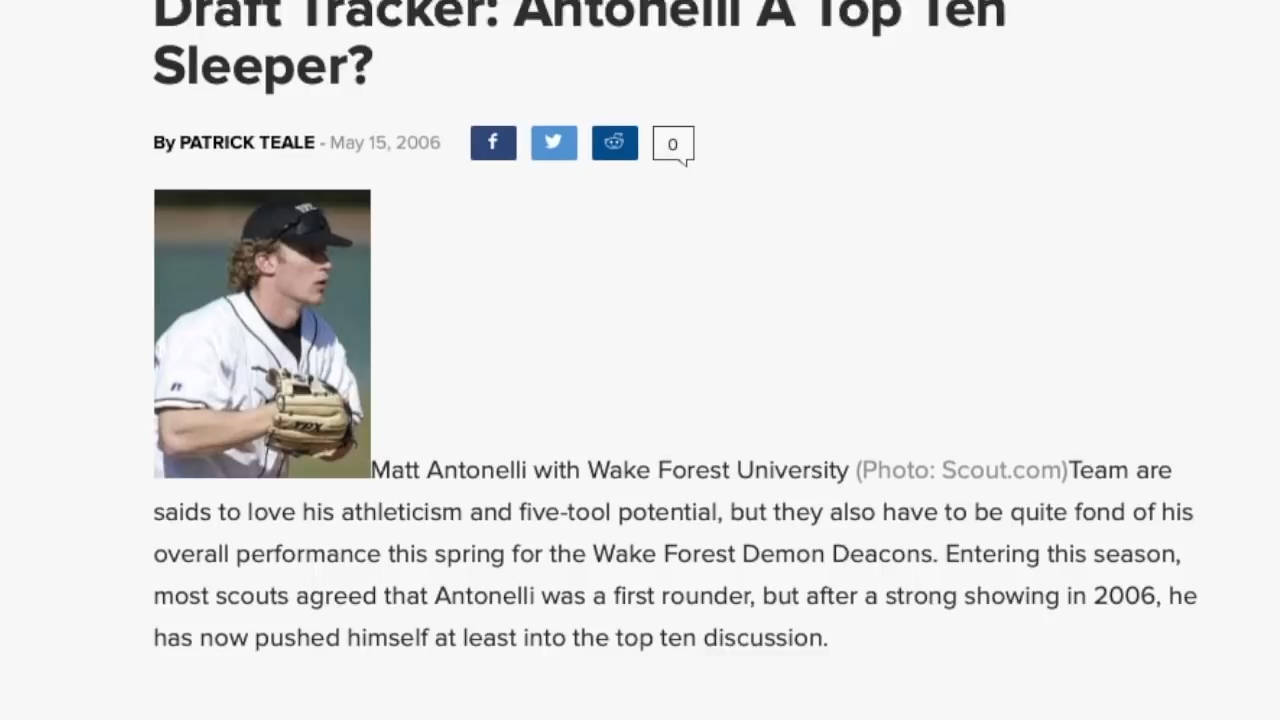 Draft Tracker: Antonelli A Top Ten
Sleeper?
By PATRICK TEALE - May 15, 2006
f
0
WF
TPX
Matt Antonelli with Wake Forest University (Photo: Scout.com)Team are
saids to love his athleticism and five-tool potential, but they also have to be quite fond of his
overall performance this spring for the Wake Forest Demon Deacons. Entering this season,
most scouts agreed that Antonelli was a first rounder, but after a strong showing in 2006, he
has now pushed himself at least into the top ten discussion.